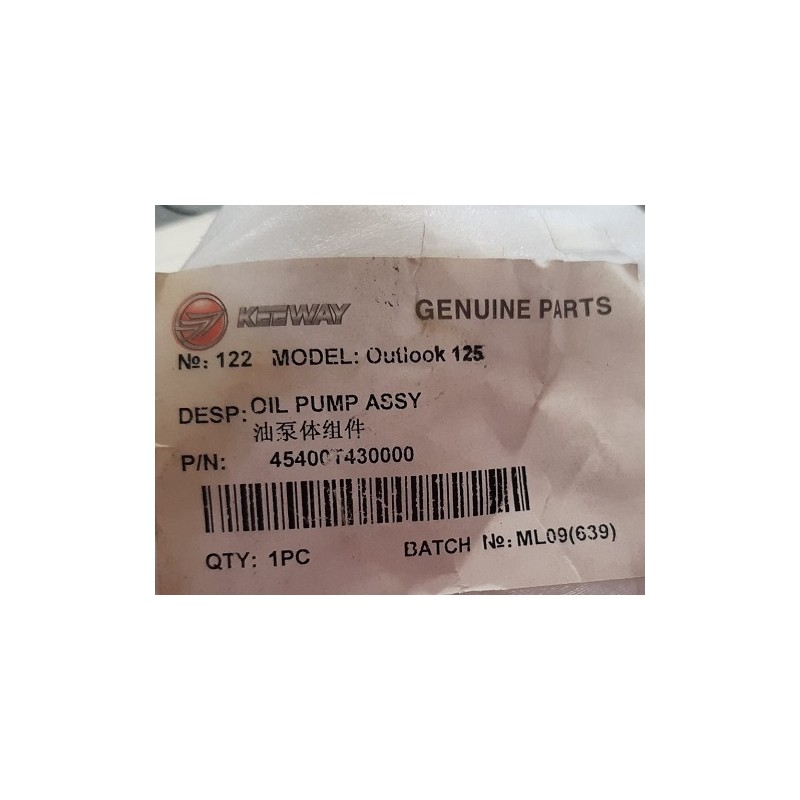 KEEWAY GENUINE PARTS
№: 122 MODEL: Outlook 125
DESP: OIL PUMP ASSY
油泵体组件
P/N: 45400T430000
QTY: 1PC BATCH №: ML09(639)